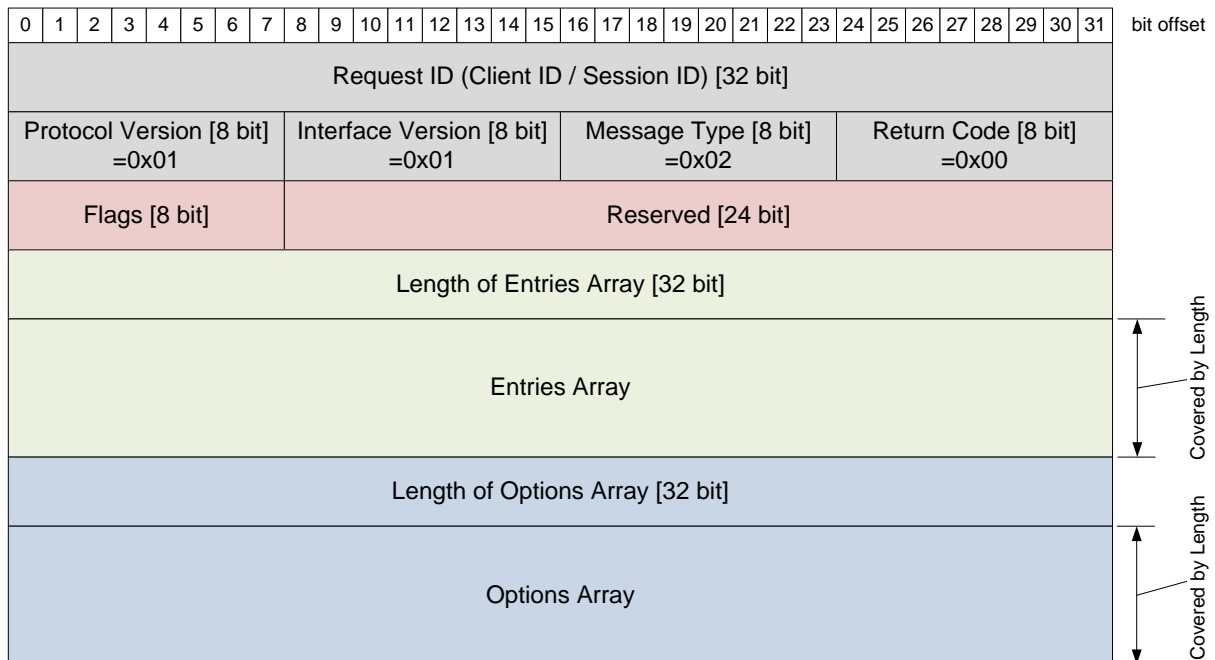 0 1 2 3 4 5 6 7 8 9 10 11 12 13 14 15 16 17 18 19 20 21 22 23 24 25 26 27 28 29 30 31 bit offset
Request ID (Client ID / Session ID) [32 bit]
Protocol Version [8 bit]
=0x01
Interface Version [8 bit]
=0x01
Message Type [8 bit]
=0x02
Return Code [8 bit]
=0x00
Flags [8 bit]
Reserved [24 bit]
Length of Entries Array [32 bit]
Entries Array
Covered by Length
Length of Options Array [32 bit]
Options Array
Covered by Length